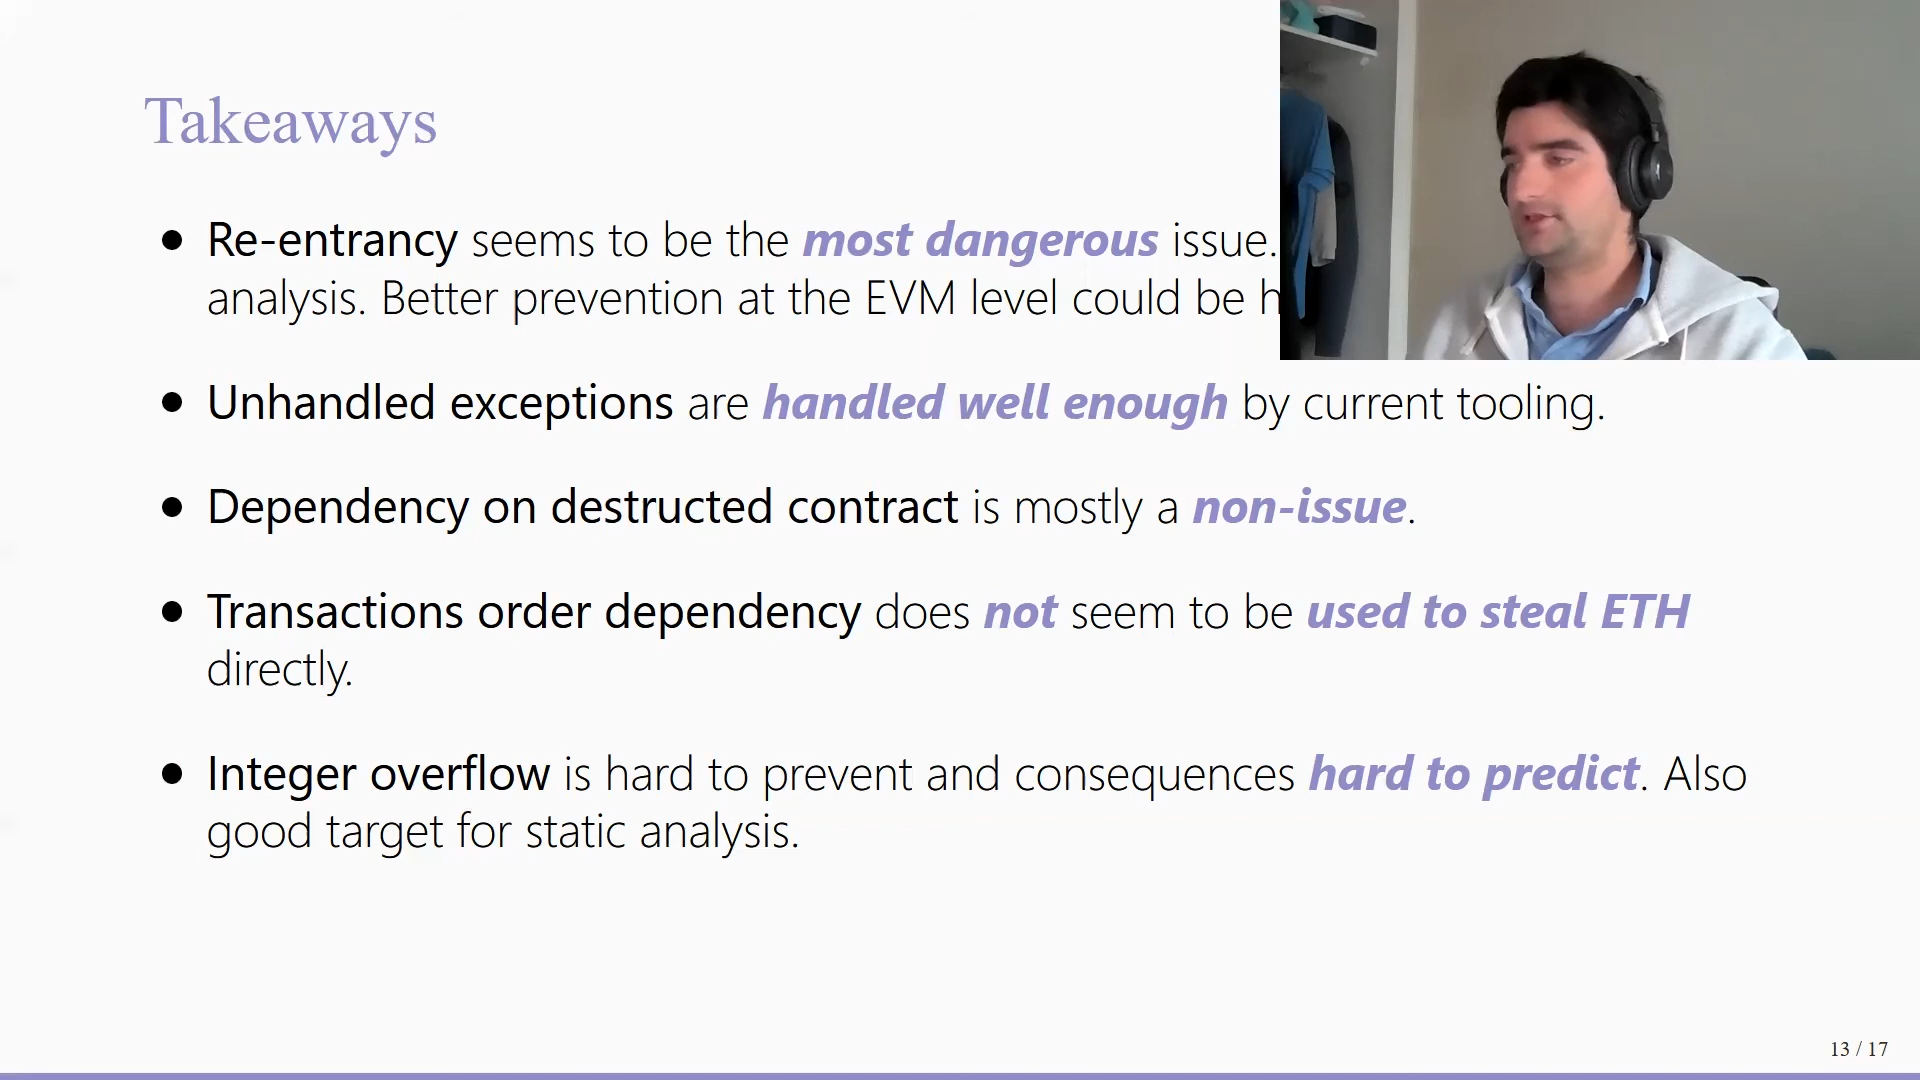 Takeaways
● Re-entrancy seems to be the most dangerous issue.
analysis. Better prevention at the EVM level could be
● Unhandled exceptions are handled well enough by current tooling.
● Dependency on destructed contract is mostly a non-issue.
● Transactions order dependency does not seem to be used to steal ETH
directly.
● Integer overflow is hard to prevent and consequences hard to predict. Also
good target for static analysis.
13 / 17